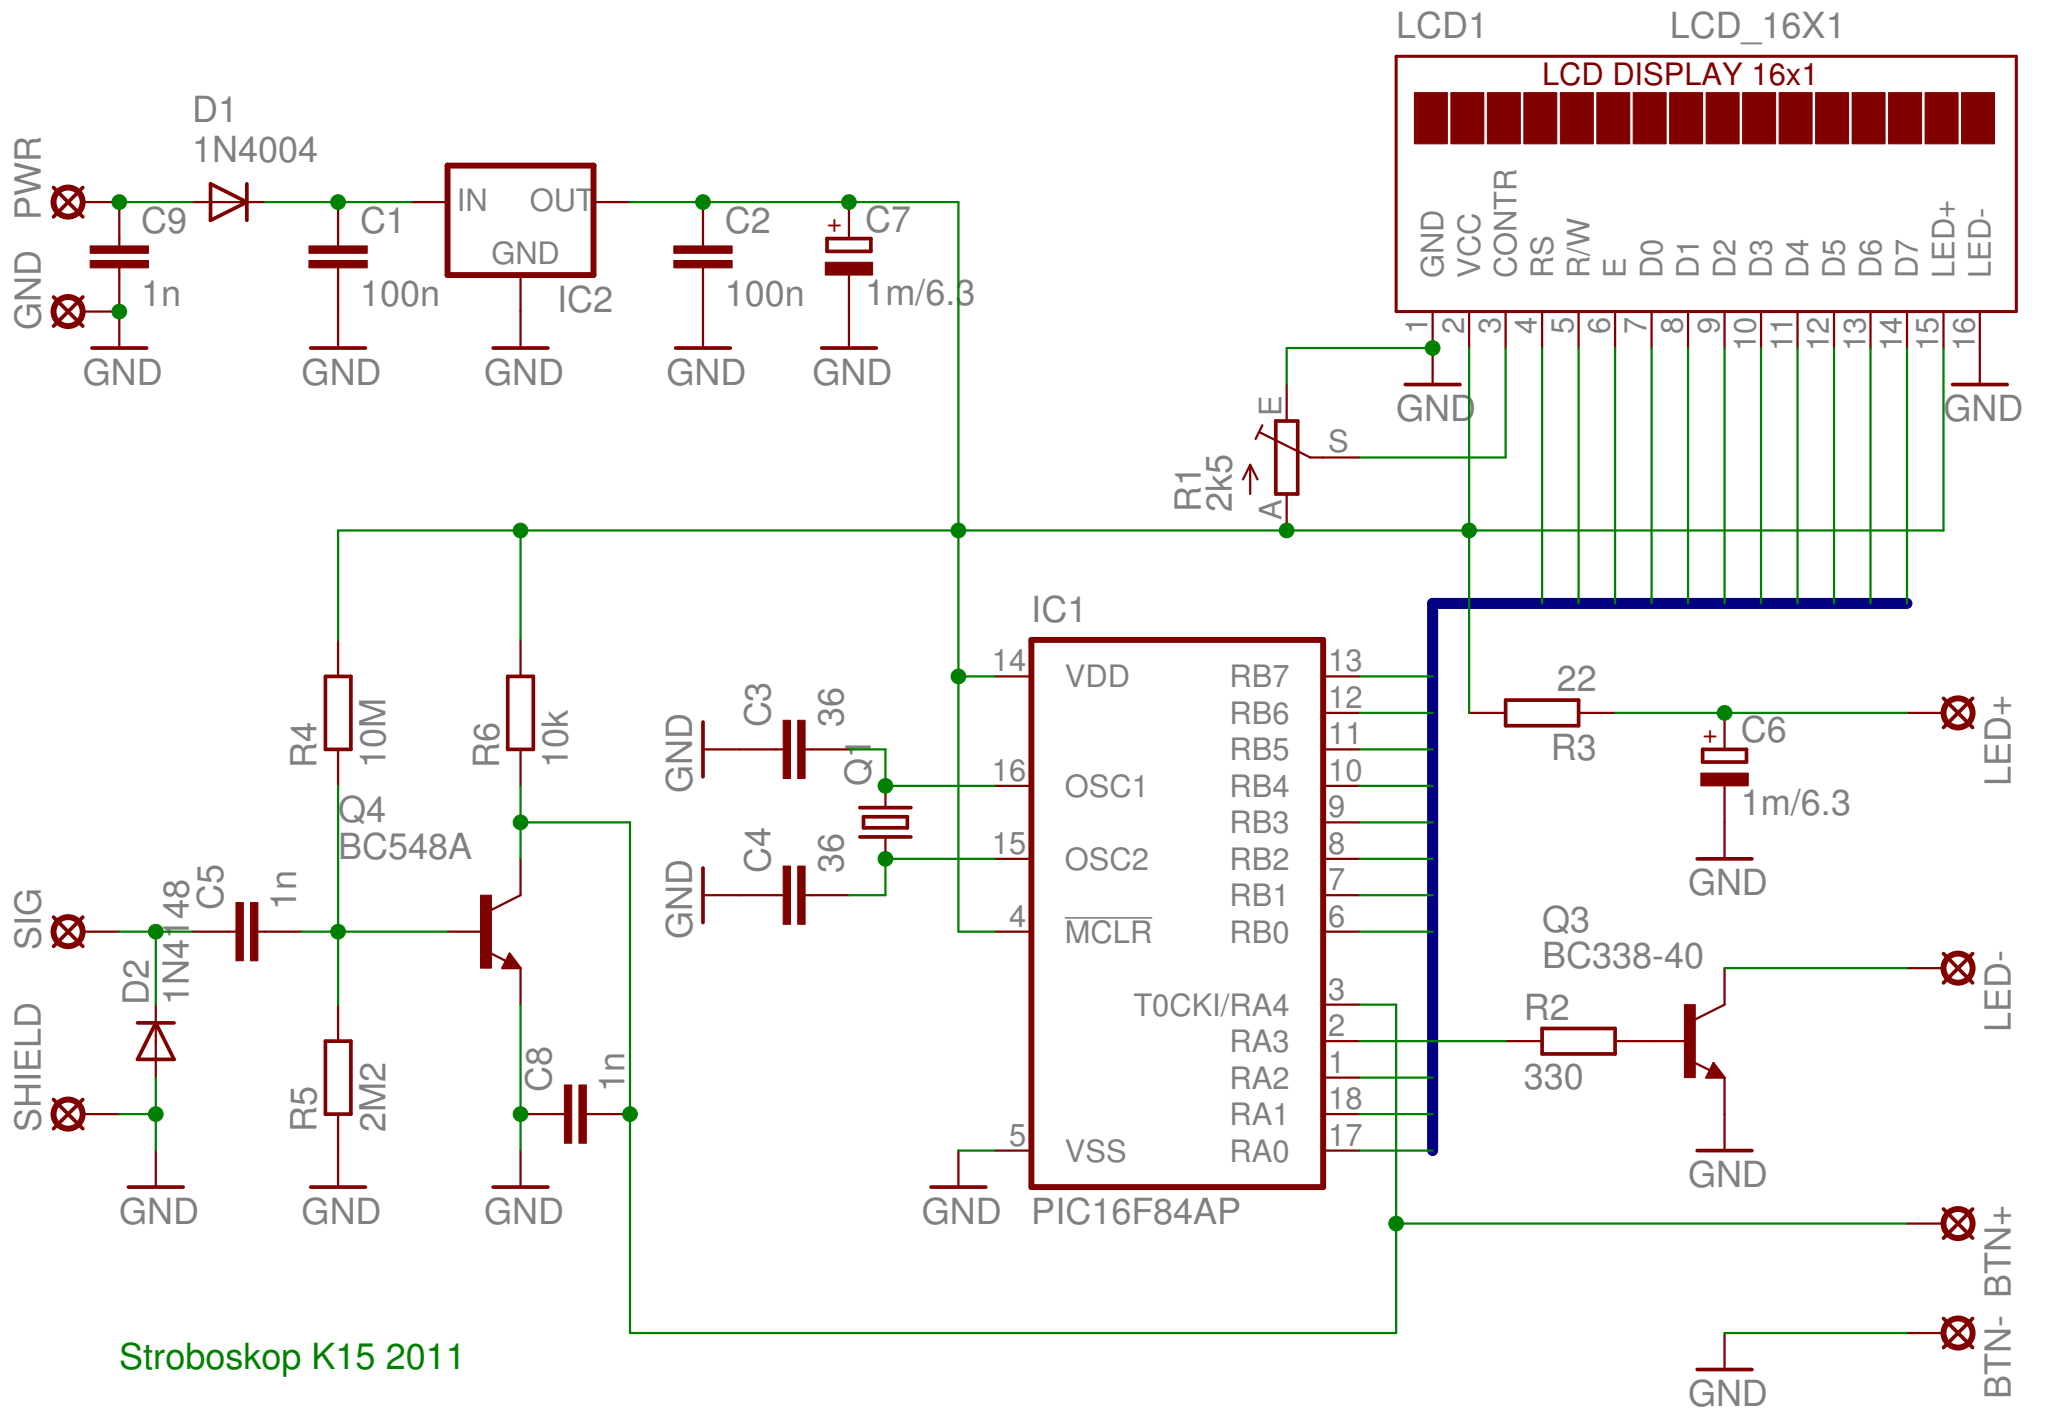 LCD1
LCD_16X1
LCD DISPLAY 16x1
GND
VCC
CONTR
RS
R/W
E
D0
D1
D2
D3
D4
D5
D6
D7
LED+
LED-
1
2
3
4
5
6
7
8
9
10
11
12
13
14
15
16
GND
GND
D1
1N4004
PWR
GND
C9
1n
GND
C1
100n
GND
IN
OUT
GND
IC2
GND
C2
100n
GND
+
C7
1m/6.3
GND
E
S
A
R1
2k5
R4
10M
R6
10k
Q4
BC548A
SIG
SHIELD
D2
1N4148
C5
1n
R5
2M2
C8
1n
GND
GND
GND
GND
C3
36
Q1
GND
C4
36
IC1
14
VDD
16
OSC1
15
OSC2
4
MCLR
5
VSS
GND
RB7
13
RB6
12
RB5
11
RB4
10
RB3
9
RB2
8
RB1
7
RB0
6
T0CKI/RA4
3
RA3
2
RA2
1
RA1
18
RA0
17
PIC16F84AP
22
R3
+
C6
1m/6.3
GND
LED+
Q3
BC338-40
R2
330
GND
LED-
BTN+
BTN-
GND
Stroboskop K15 2011